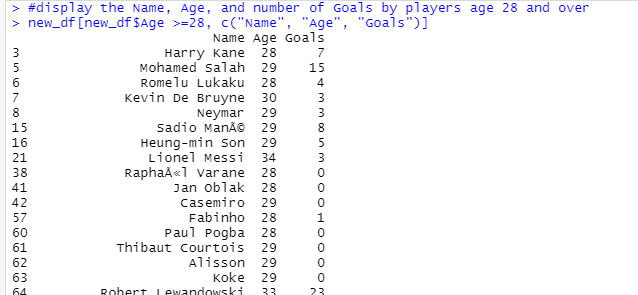 > #display the Name, Age, and number of Goals by players age 28 and over
> new_df[new_df$Age >=28, c("Name", "Age", "Goals")]
Name Age Goals
3 Harry Kane 28 7
5 Mohamed Salah 29 15
6 Romelu Lukaku 28 4
7 Kevin De Bruyne 30 3
8 Neymar 29 3
15 Sadio ManÃ© 29 8
16 Heung-min Son 29 5
21 Lionel Messi 34 3
38 RaphaÃ«l Varane 28 0
41 Jan Oblak 28 0
42 Casemiro 29 0
57 Fabinho 28 1
60 Paul Pogba 28 0
61 Thibaut Courtois 29 0
62 Alisson 29 0
63 Koke 29 0
64 Robert Lewandowski 33 23